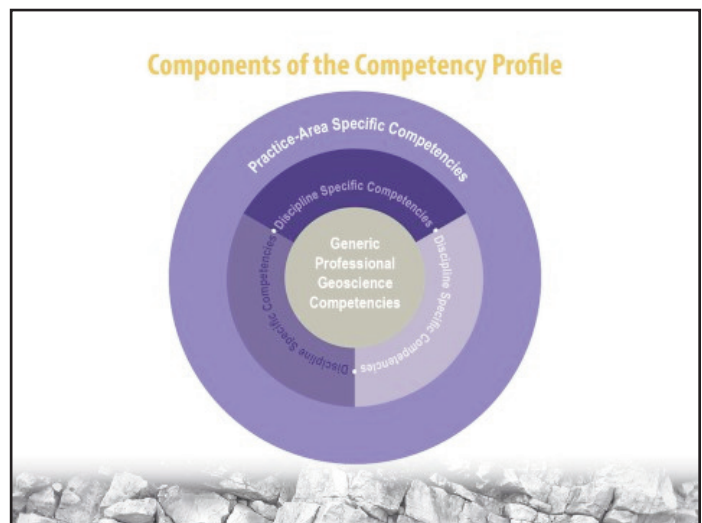 Components of the Competency Profile
Practice-Area Specific Competencies
• Discipline Specific Competencies •
Discipline Specific Competencies •
Discipline Specific Competencies
Generic
Professional
Geoscience
Competencies